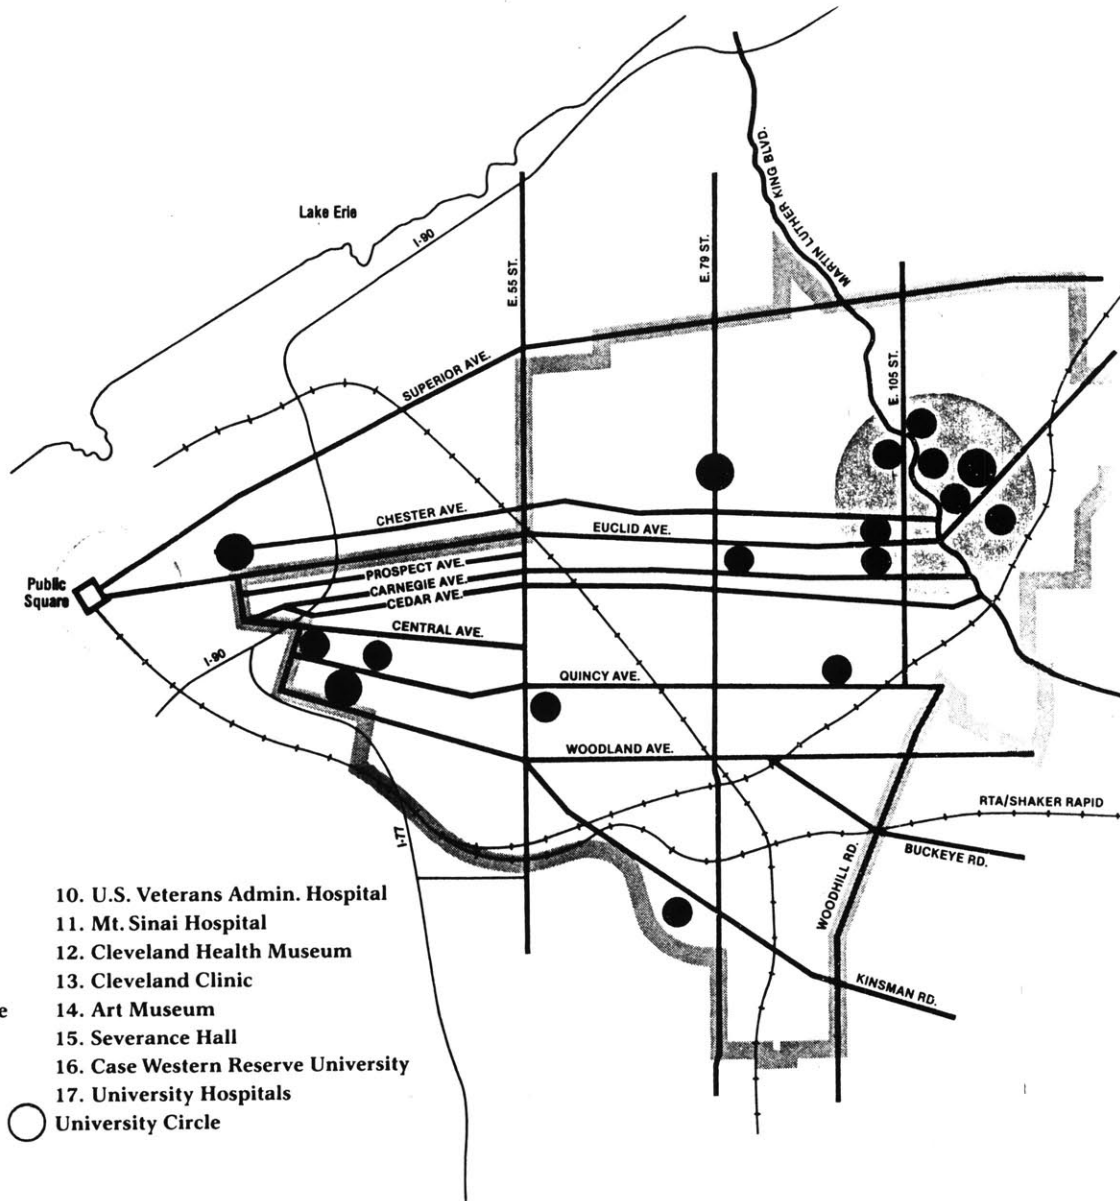 Lake Erie
I-90
MARTIN LUTHER KING BLVD.
E. 55 ST.
E. 79 ST.
E. 105 ST.
SUPERIOR AVE.
CHESTER AVE.
EUCLID AVE.
PROSPECT AVE.
CARNEGIE AVE.
CEDAR AVE.
CENTRAL AVE.
Public
Square
I-90
QUINCY AVE.
WOODLAND AVE.
RTA/SHAKER RAPID
BUCKEYE RD.
WOODHILL RD.
I-77
KINSMAN RD.
10. U.S. Veterans Admin. Hospital
11. Mt. Sinai Hospital
12. Cleveland Health Museum
13. Cleveland Clinic
e 14. Art Museum
15. Severance Hall
16. Case Western Reserve University
17. University Hospitals
University Circle